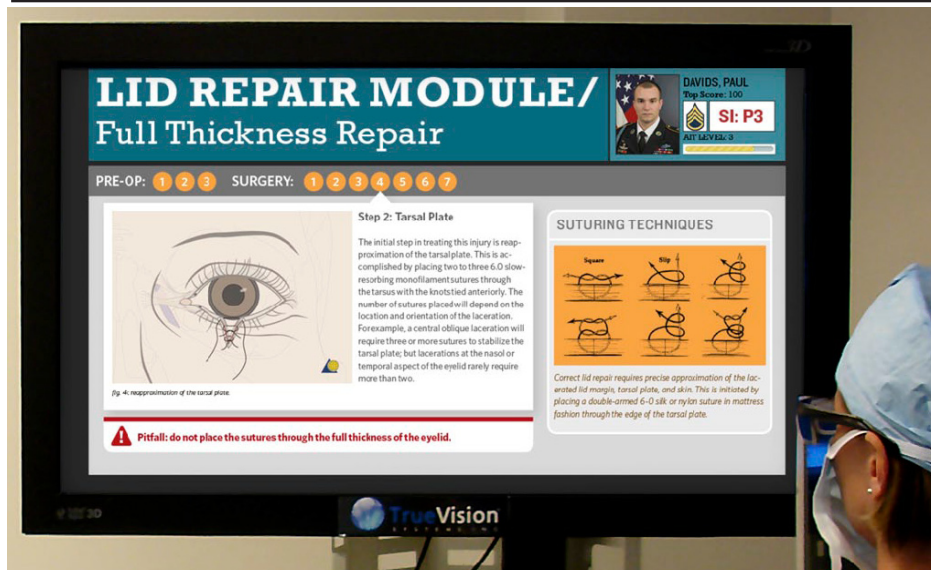 LID REPAIR MODULE/
Full Thickness Repair
DAVIDS, PAUL
Top Score: 100
SI: P3
AIT LEVEL: 3
PRE-OP: 1 2 3 SURGERY: 1 2 3 4 5 6 7
Step 2: Tarsal Plate
The initial step in treating this injury is reap-
proximation of the tarsal plate. This is ac-
complished by placing two to three 6.0 slow-
resorbing monofilament sutures through
the tarsus with the knots tied anteriorly. The
number of sutures placed will depend on the
location and orientation of the laceration.
Forexample, a central oblique laceration will
require three or more sutures to stabilize the
tarsal plate; but lacerations at the nasol or
temporal aspect of the eyelid rarely require
more than two.
fig. 4: reapproximation of the tarsal plate.
Pitfall: do not place the sutures through the full thickness of the eyelid.
SUTURING TECHNIQUES
Square Slip
Correct lid repair requires precise approximation of the lac-
erated lid margin, tarsal plate, and skin. This is initiated by
placing a double-armed 6-0 silk or nylon suture in mattress
fashion through the edge of the tarsal plate.
3D
TrueVision
SYSTEMS, INC